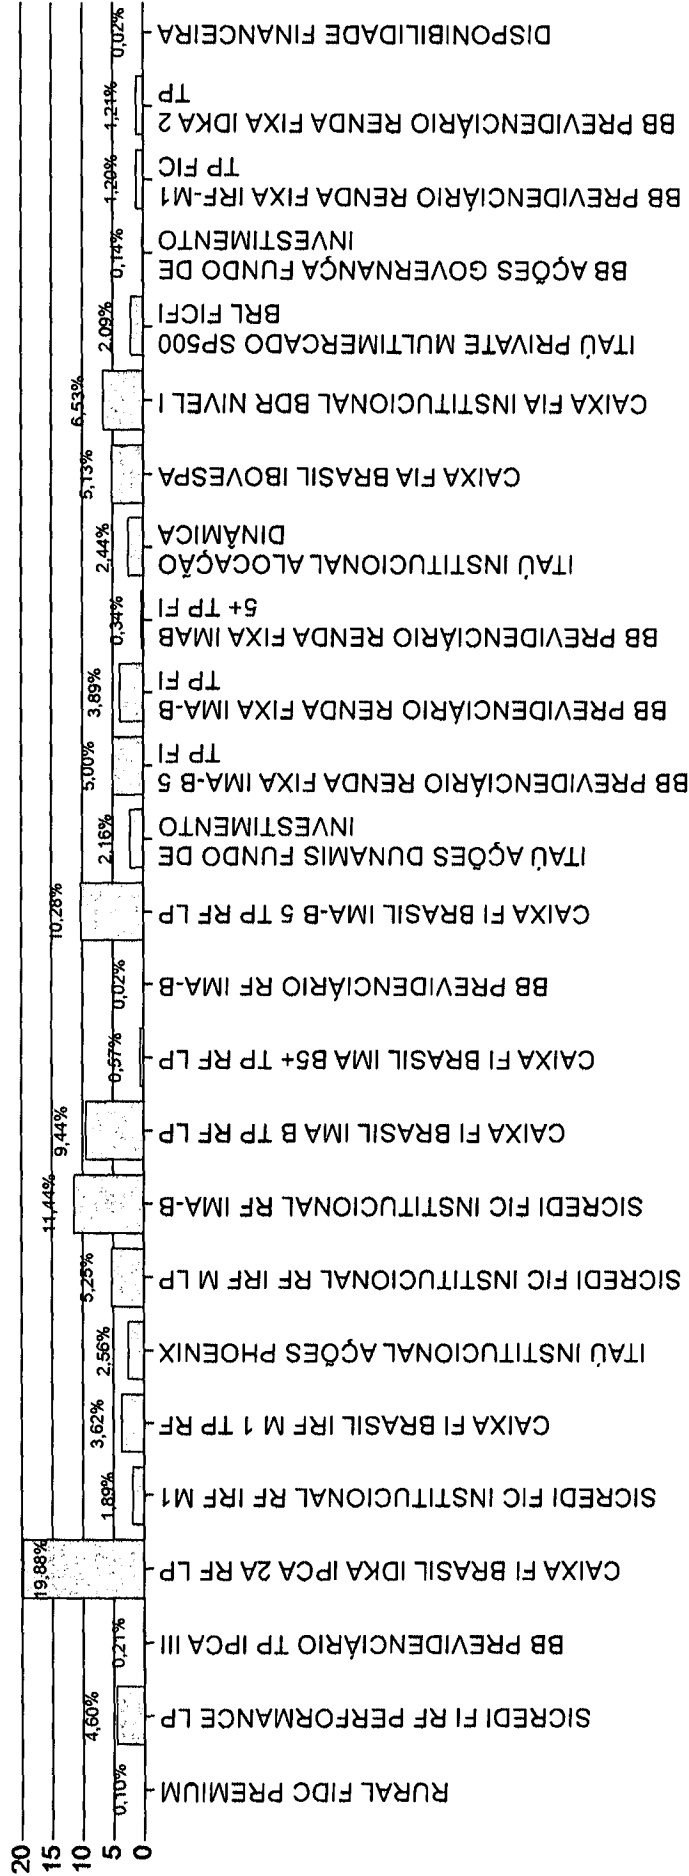 20
15
10
5
0
0,10%
RURAL FIDC PREMIUM
4,60%
SICREDI FI RF PERFORMANCE LP
0,21%
BB PREVIDENCIÁRIO TP IPCA III
19,88%
CAIXA FI BRASIL IDKA IPCA 2A RF LP
1,89%
SICREDI FIC INSTITUCIONAL RF IRF M1
3,62%
CAIXA FI BRASIL IRF M 1 TP RF
2,56%
ITAÚ INSTITUCIONAL AÇÕES PHOENIX
5,25%
SICREDI FIC INSTITUCIONAL RF IRF M LP
11,44%
SICREDI FIC INSTITUCIONAL RF IMA-B
9,44%
CAIXA FI BRASIL IMA B TP RF LP
0,57%
CAIXA FI BRASIL IMA B5+ TP RF LP
0,02%
BB PREVIDENCIÁRIO RF IMA-B
10,28%
CAIXA FI BRASIL IMA-B 5 TP RF LP
2,16%
ITAÚ AÇÕES DUNAMIS FUNDO DE
INVESTIMENTO
5,00%
BB PREVIDENCIÁRIO RENDA FIXA IMA-B 5
TP FI
3,89%
BB PREVIDENCIÁRIO RENDA FIXA IMA-B
TP FI
0,34%
BB PREVIDENCIÁRIO RENDA FIXA IMAB
5+ TP FI
2,44%
ITAÚ INSTITUCIONAL ALOCAÇÃO
DINÂMICA
5,13%
CAIXA FIA BRASIL IBOVESPA
6,53%
CAIXA FIA INSTITUCIONAL BDR NIVEL I
2,09%
ITAÚ PRIVATE MULTIMERCADO SP500
BRL FICFI
0,14%
BB AÇÕES GOVERNANÇA FUNDO DE
INVESTIMENTO
1,20%
BB PREVIDENCIÁRIO RENDA FIXA IRF-M1
TP FIC
1,21%
BB PREVIDENCIÁRIO RENDA FIXA IDKA 2
TP
0,02%
DISPONIBILIDADE FINANCEIRA